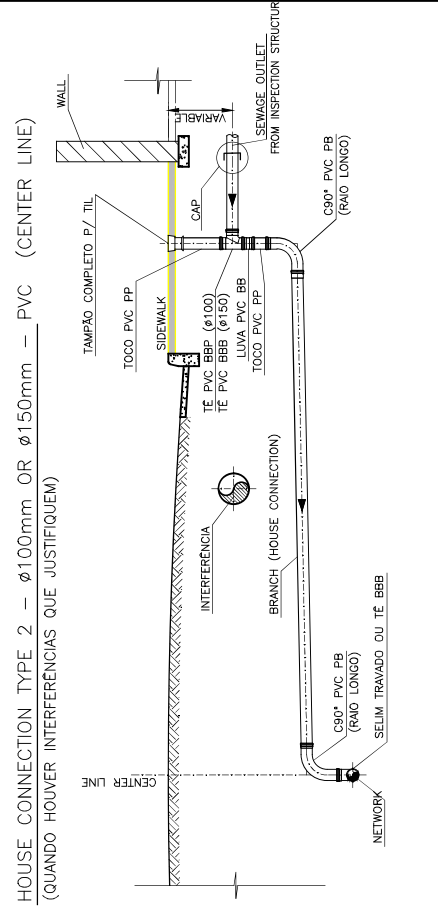 HOUSE CONNECTION TYPE 2 – ø100mm OR ø150mm – PVC (CENTER LINE)
(QUANDO HOUVER INTERFERÊNCIAS QUE JUSTIFIQUEM)
WALL
TAMPÃO COMPLETO P/ TIL
TOCO PVC PP
SIDEWALK
VARIABLE
CAP
SEWAGE OUTLET
FROM INSPECTION STRUCTUR
TÊ PVC BBP (ø100)
TÊ PVC BBB (ø150)
LUVA PVC BB
TOCO PVC PP
C90° PVC PB
(RAIO LONGO)
INTERFERÊNCIA
BRANCH (HOUSE CONNECTION)
CENTER LINE
C90° PVC PB
(RAIO LONGO)
SELIM TRAVADO OU TÊ BBB
NETWORK